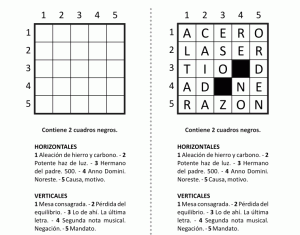 1 2 3 4 5
1
2
3
4
5
Contiene 2 cuadros negros.
HORIZONTALES
1 Aleación de hierro y carbono. - 2
Potente haz de luz. - 3 Hermano
del padre. 500. - 4 Anno Domini.
Noreste. - 5 Causa, motivo.
VERTICALES
1 Mesa consagrada. - 2 Pérdida del
equilibrio. - 3 Lo de ahí. La última
letra. - 4 Segunda nota musical.
Negación. - 5 Mandato.
1 2 3 4 5
1 A C E R O
2 L A S E R
3 T I O D
4 A D N E
5 R A Z O N
Contiene 2 cuadros negros.
HORIZONTALES
1 Aleación de hierro y carbono. - 2
Potente haz de luz. - 3 Hermano
del padre. 500. - 4 Anno Domini.
Noreste. - 5 Causa, motivo.
VERTICALES
1 Mesa consagrada. - 2 Pérdida del
equilibrio. - 3 Lo de ahí. La última
letra. - 4 Segunda nota musical.
Negación. - 5 Mandato.